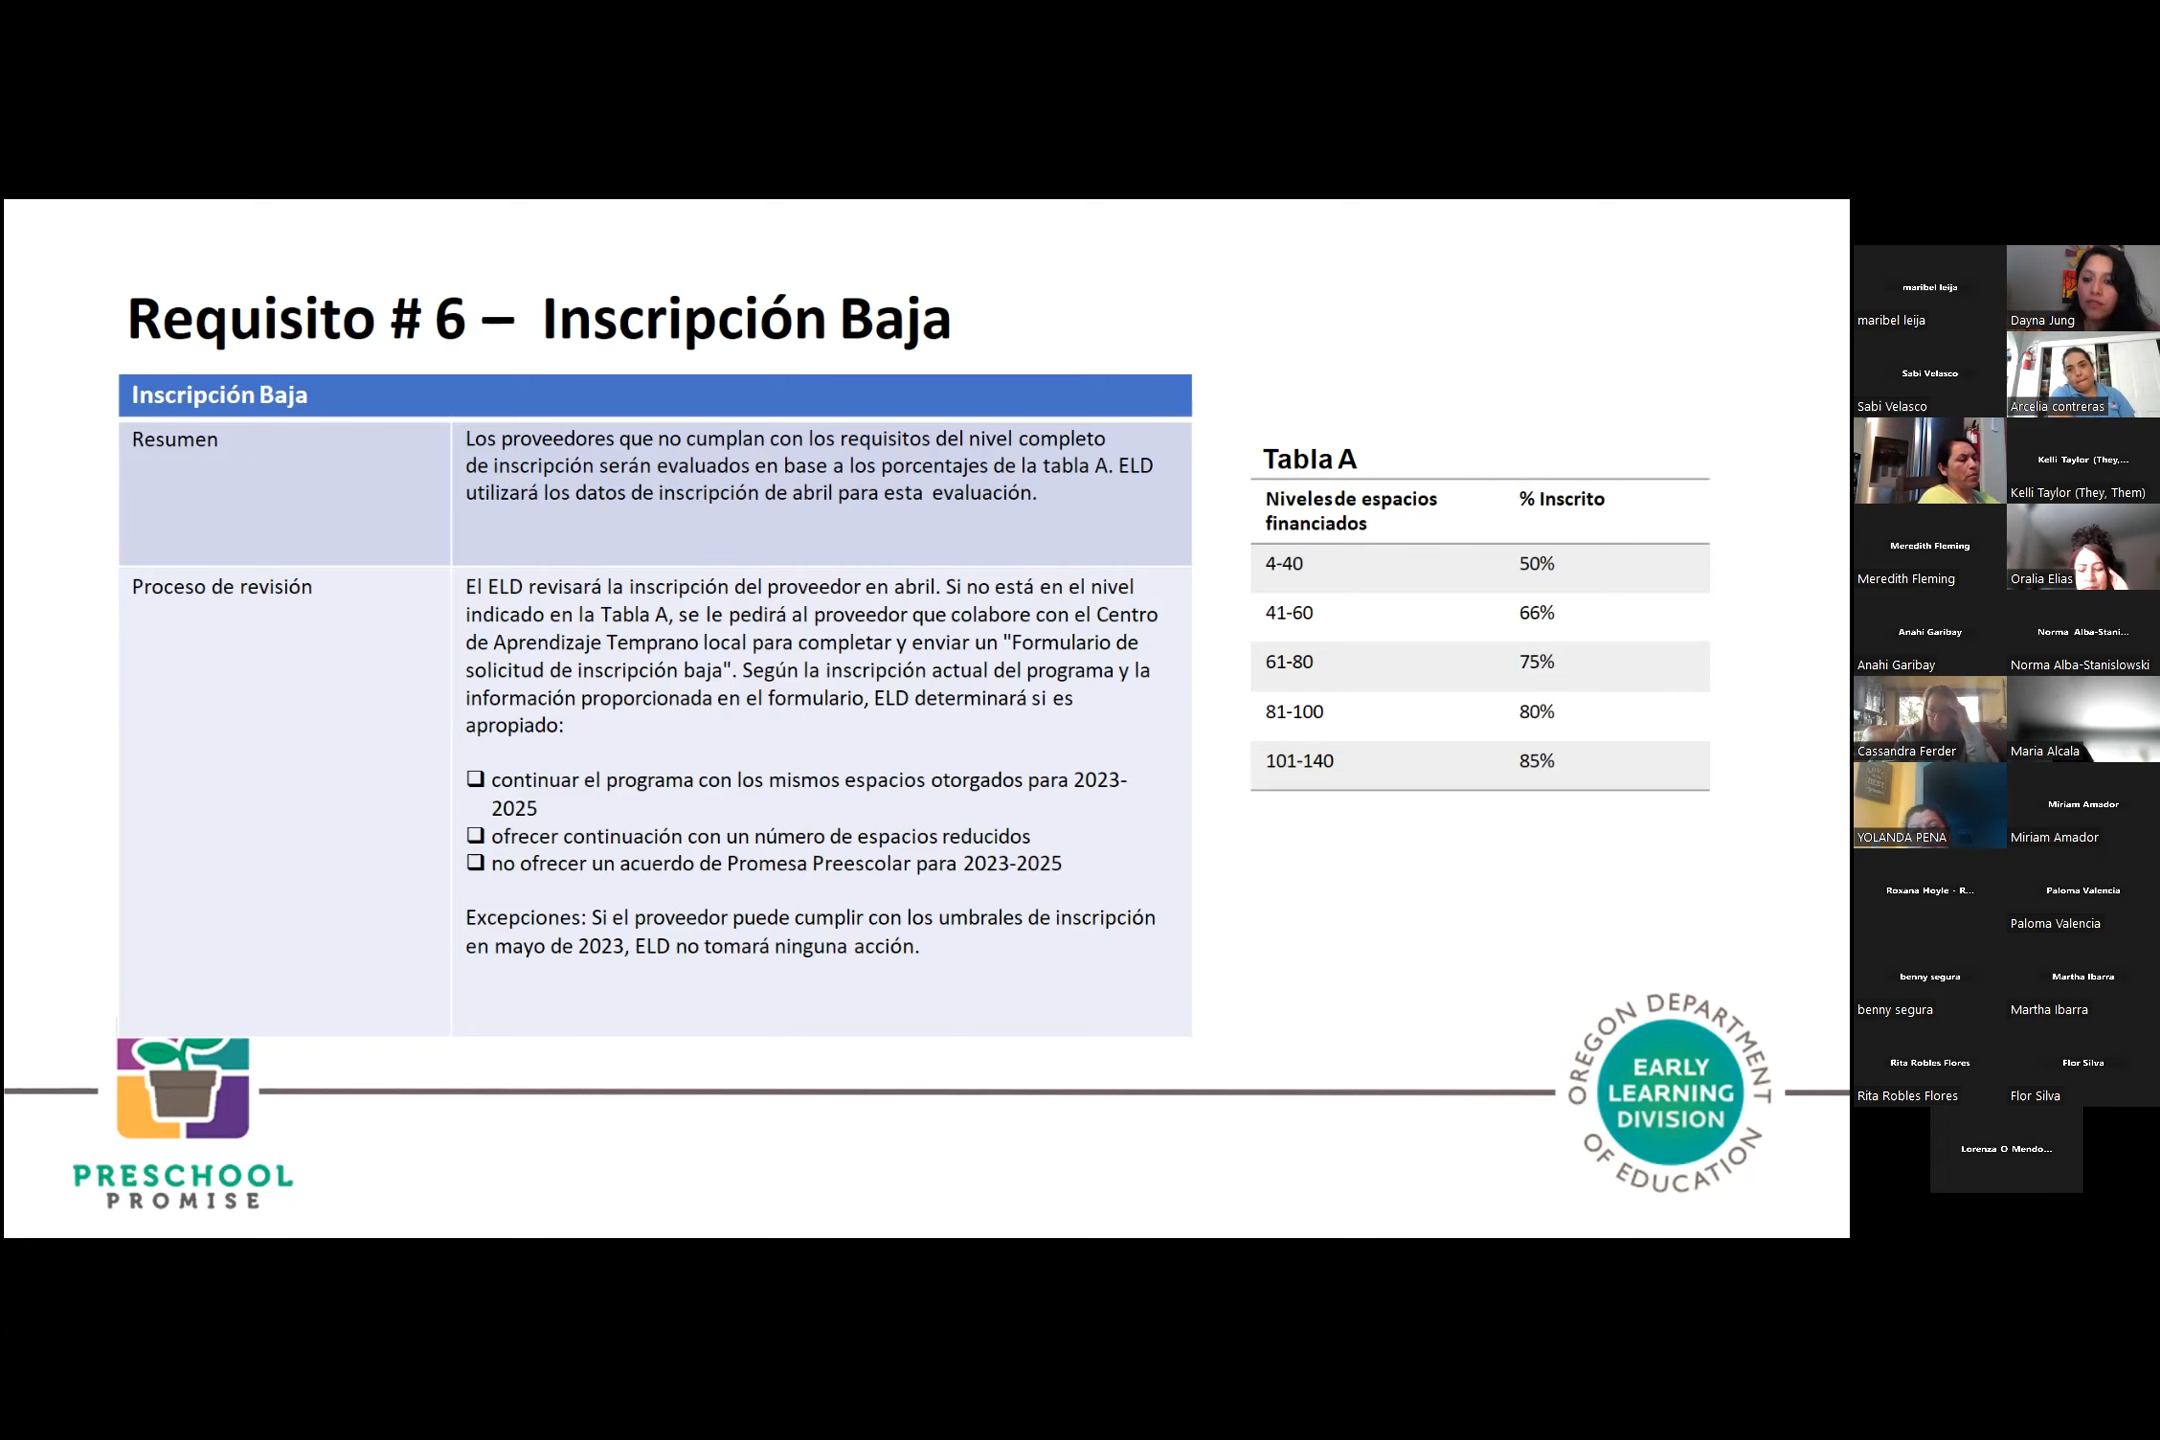 Requisito # 6 – Inscripción Baja
Inscripción Baja
Resumen
Los proveedores que no cumplan con los requisitos del nivel completo
de inscripción serán evaluados en base a los porcentajes de la tabla A. ELD
utilizará los datos de inscripción de abril para esta evaluación.
Proceso de revisión
El ELD revisará la inscripción del proveedor en abril. Si no está en el nivel
indicado en la Tabla A, se le pedirá al proveedor que colabore con el Centro
de Aprendizaje Temprano local para completar y enviar un "Formulario de
solicitud de inscripción baja". Según la inscripción actual del programa y la
información proporcionada en el formulario, ELD determinará si es
apropiado:
❑ continuar el programa con los mismos espacios otorgados para 2023-
2025
❑ ofrecer continuación con un número de espacios reducidos
❑ no ofrecer un acuerdo de Promesa Preescolar para 2023-2025
Excepciones: Si el proveedor puede cumplir con los umbrales de inscripción
en mayo de 2023, ELD no tomará ninguna acción.
Tabla A
Niveles de espacios
financiados
% Inscrito
4-40 50%
41-60 66%
61-80 75%
81-100 80%
101-140 85%
PRESCHOOL
PROMISE
OREGON DEPARTMENT
OF EDUCATION
EARLY
LEARNING
DIVISION
maribel leija
maribel leija
Dayna Jung
Sabi Velasco
Sabi Velasco
Arcelia contreras
Kelli Taylor (They,...
Kelli Taylor (They, Them)
Meredith Fleming
Meredith Fleming
Oralia Elias
Anahi Garibay
Anahi Garibay
Norma Alba-Stani...
Norma Alba-Stanislowski
Cassandra Ferder
Maria Alcala
YOLANDA PENA
Miriam Amador
Miriam Amador
Roxana Hoyle - R...
Paloma Valencia
Paloma Valencia
benny segura
benny segura
Martha Ibarra
Martha Ibarra
Rita Robles Flores
Rita Robles Flores
Flor Silva
Flor Silva
Lorenza O Mendo...